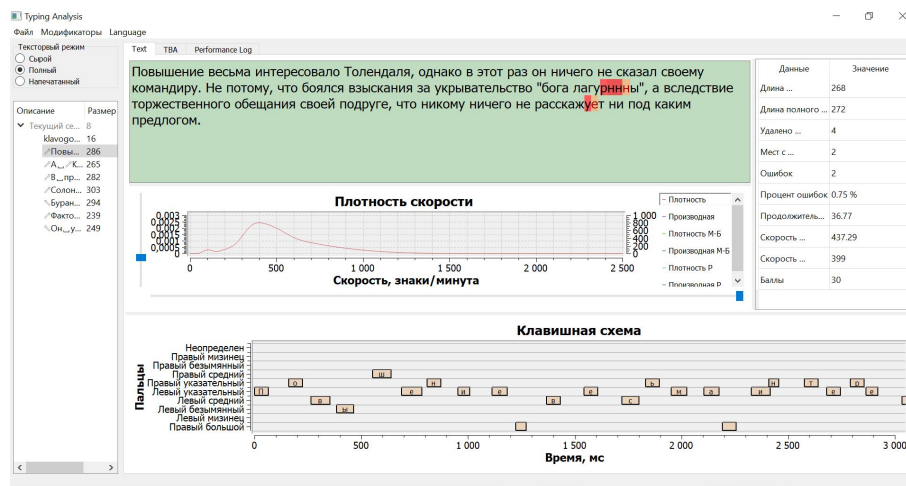 Typing Analysis
Файл Модификаторы Language
Текстовый режим
Сырой
Полный
Напечатанный
Описание Размер
Текущий се... 8
klavogo... 16
Повы... 286
А,_К... 265
В_пр... 282
Солон... 303
Буран... 294
Факто... 239
Он_у... 249
Text TBA Performance Log
Повышение весьма интересовало Толендаля, однако в этот раз он ничего не сказал своему
командиру. Не потому, что боялся взыскания за укрывательство "бога лагурнннны", а вследствие
торжественного обещания своей подруге, что никому ничего не расскажует ни под каким
предлогом.
Данные Значение
Длина ... 268
Длина полного ... 272
Удалено ... 4
Мест с ... 2
Ошибок 2
Процент ошибок 0.75 %
Продолжитель... 36.77
Скорость ... 437.29
Скорость ... 399
Баллы 30
Плотность скорости
0,003
0,0025
0,0015
0,001
0,0005
0
1 000
800
600
400
200
0
0 500 1 000 1 500 2 000 2 500
Скорость, знаки/минута
Плотность
Производная
Плотность М-Б
Производная М-Б
Плотность Р
Производная Р
Клавишная схема
Пальцы
Неопределен
Правый мизинец
Правый безымянный
Правый средний
Правый указательный
Левый указательный
Левый средний
Левый безымянный
Левый мизинец
Правый большой
ш
о н ь н т р
П е и е е м а и е е
в в с
ы
0 500 1 000 1 500 2 000 2 500 3 000
Время, мс